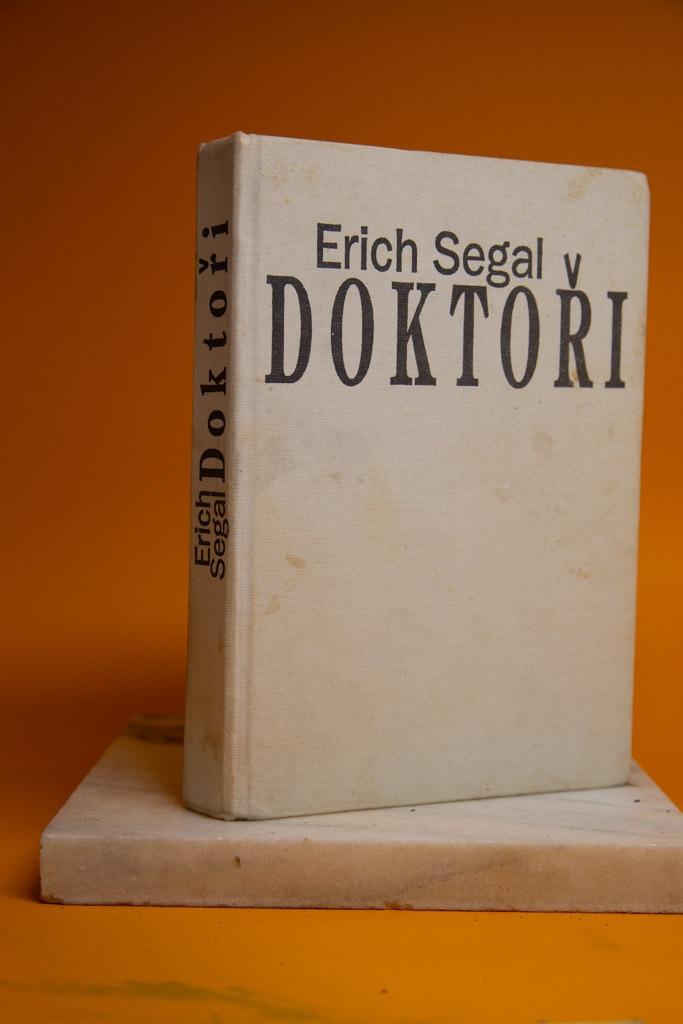 Erich Segal
DOKTOŘI
Erich
Segal
Doktoři